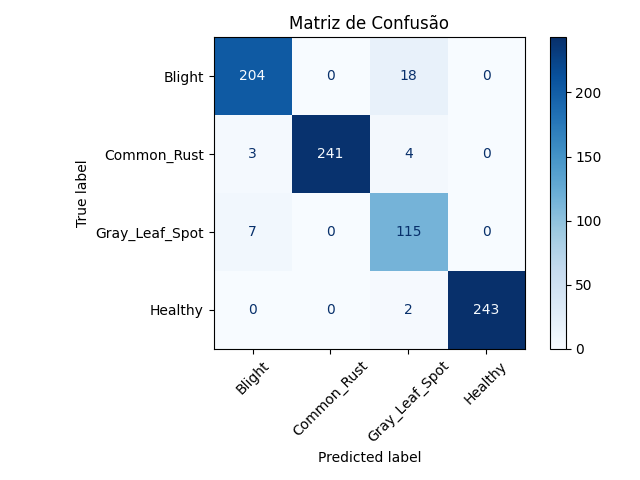 Matriz de Confusão
True label
Blight 204 0 18 0
Common_Rust 3 241 4 0
Gray_Leaf_Spot 7 0 115 0
Healthy 0 0 2 243
Blight Common_Rust Gray_Leaf_Spot Healthy
Predicted label
200
150
100
50
0